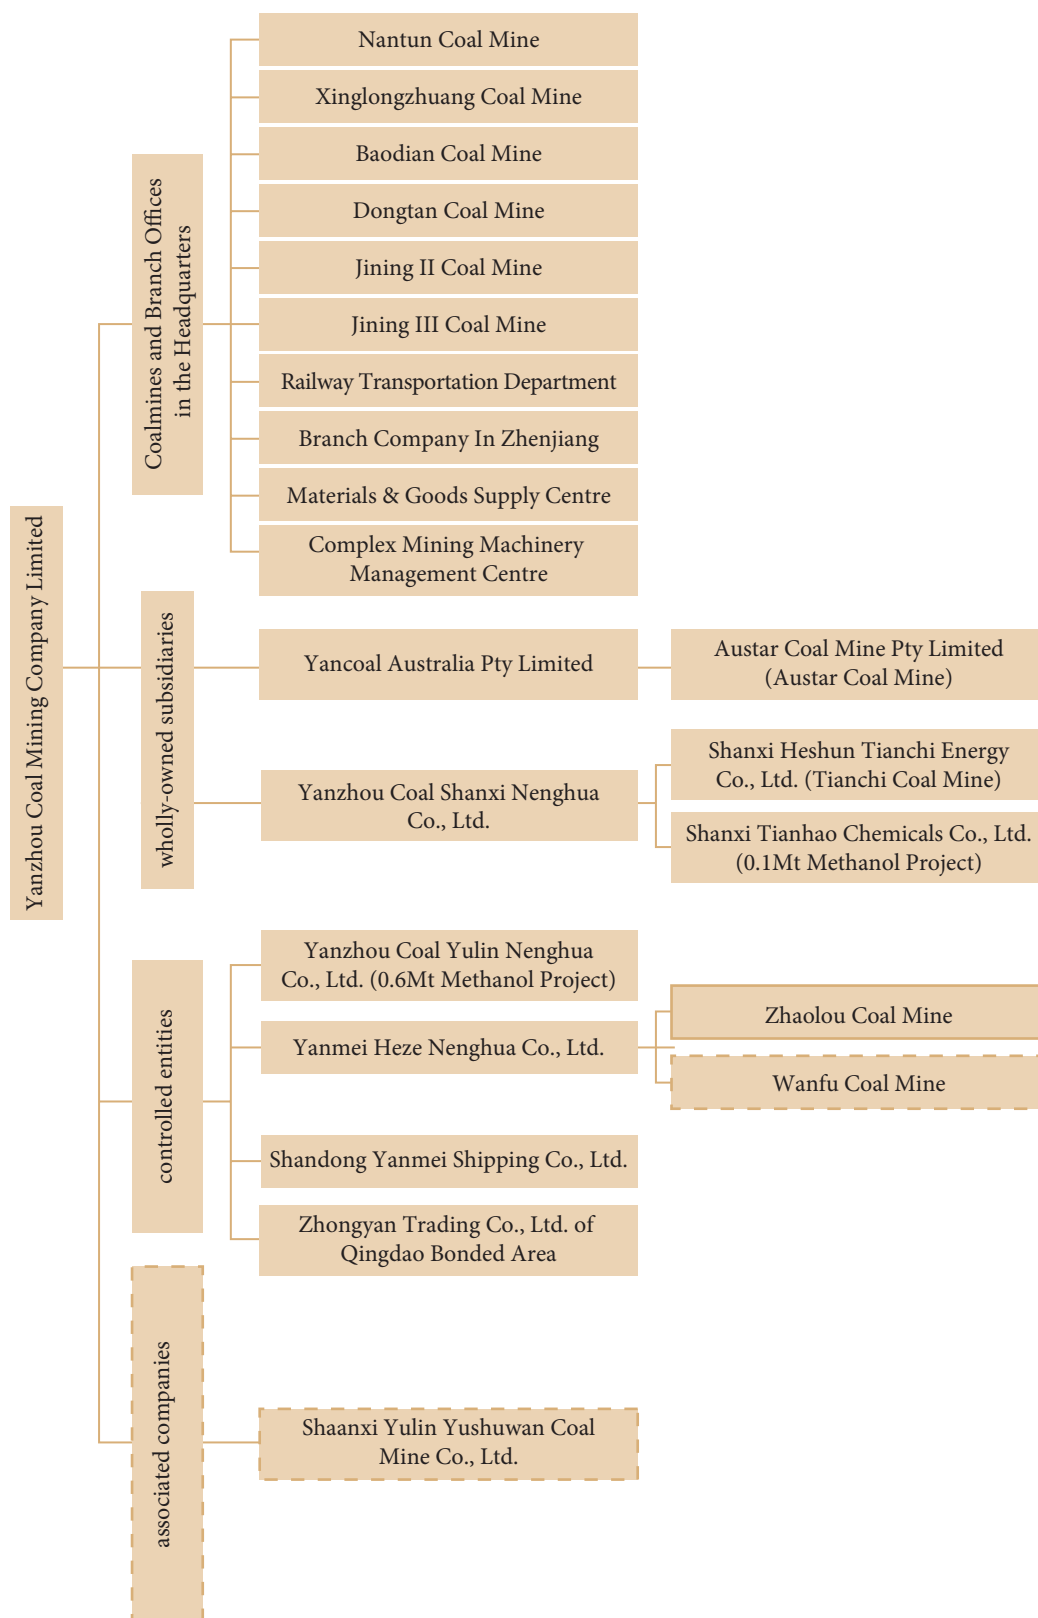 Yanzhou Coal Mining Company Limited
Coalmines and Branch Offices
in the Headquarters
Nantun Coal Mine
Xinglongzhuang Coal Mine
Baodian Coal Mine
Dongtan Coal Mine
Jining II Coal Mine
Jining III Coal Mine
Railway Transportation Department
Branch Company In Zhenjiang
Materials & Goods Supply Centre
Complex Mining Machinery
Management Centre
wholly-owned subsidiaries
Yancoal Australia Pty Limited
Austar Coal Mine Pty Limited
(Austar Coal Mine)
Yanzhou Coal Shanxi Nenghua
Co., Ltd.
Shanxi Heshun Tianchi Energy
Co., Ltd. (Tianchi Coal Mine)
Shanxi Tianhao Chemicals Co., Ltd.
(0.1Mt Methanol Project)
controlled entities
Yanzhou Coal Yulin Nenghua
Co., Ltd. (0.6Mt Methanol Project)
Yanmei Heze Nenghua Co., Ltd.
Zhaolou Coal Mine
Wanfu Coal Mine
Shandong Yanmei Shipping Co., Ltd.
Zhongyan Trading Co., Ltd. of
Qingdao Bonded Area
associated companies
Shaanxi Yulin Yushuwan Coal
Mine Co., Ltd.